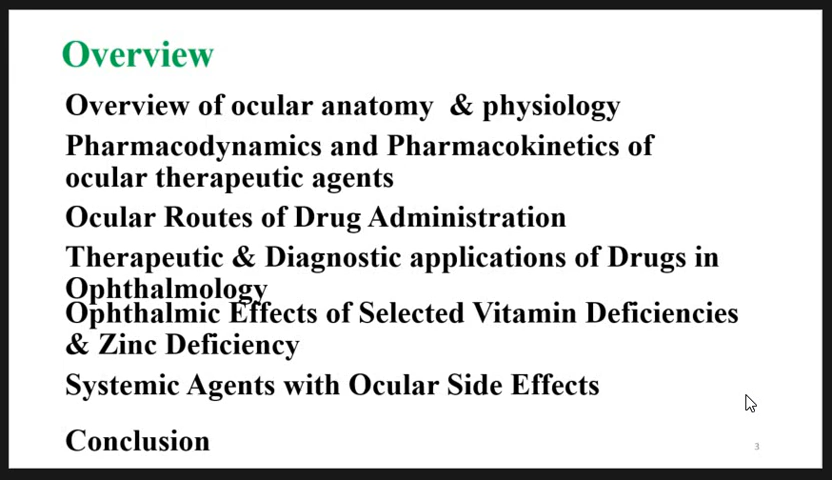 Overview
Overview of ocular anatomy & physiology
Pharmacodynamics and Pharmacokinetics of
ocular therapeutic agents
Ocular Routes of Drug Administration
Therapeutic & Diagnostic applications of Drugs in
Ophthalmology
Ophthalmic Effects of Selected Vitamin Deficiencies
& Zinc Deficiency
Systemic Agents with Ocular Side Effects
Conclusion
3